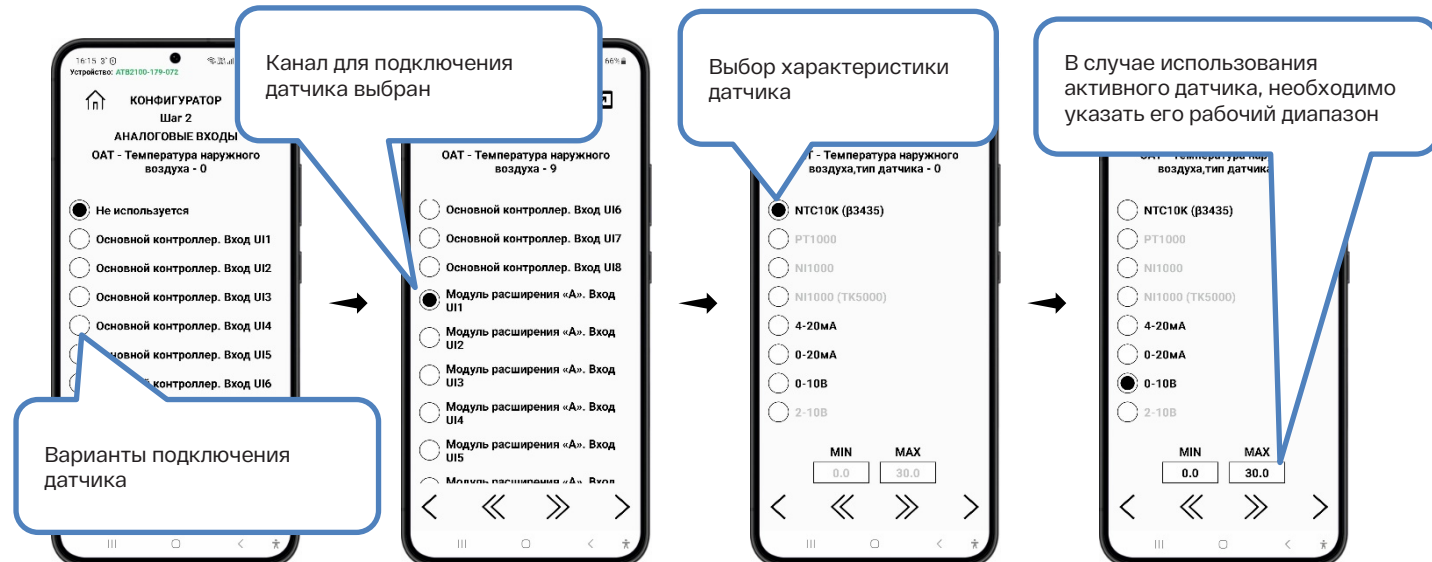 16:15
Устройство: ATB2100-179-072
КОНФИГУРАТОР
Шаг 2
АНАЛОГОВЫЕ ВХОДЫ
OAT - Температура наружного
воздуха - 0
Не используется
Основной контроллер. Вход UI1
Основной контроллер. Вход UI2
Основной контроллер. Вход UI3
Основной контроллер. Вход UI4
Вход UI5
контроллер. Вход UI6
Варианты подключения
датчика
Канал для подключения
датчика выбран
66%
OAT - Температура наружного
воздуха - 9
Основной контроллер. Вход UI6
Основной контроллер. Вход UI7
Основной контроллер. Вход UI8
Модуль расширения «А». Вход
UI1
Модуль расширения «А». Вход
UI2
Модуль расширения «А». Вход
UI3
Модуль расширения «А». Вход
UI4
Модуль расширения «А». Вход
UI5
Модуль расширения «А». Вход
Выбор характеристики
датчика
- Температура наружного
воздуха,тип датчика - 0
NTC10K (β3435)
PT1000
NI1000
NI1000 (TK5000)
4-20мА
0-20мА
0-10В
2-10В
MIN MAX
0.0 30.0
В случае использования
активного датчика, необходимо
указать его рабочий диапазон
воздуха,тип датчика
NTC10K (β3435)
PT1000
NI1000
NI1000 (TK5000)
4-20мА
0-20мА
0-10В
2-10В
MIN MAX
0.0 30.0